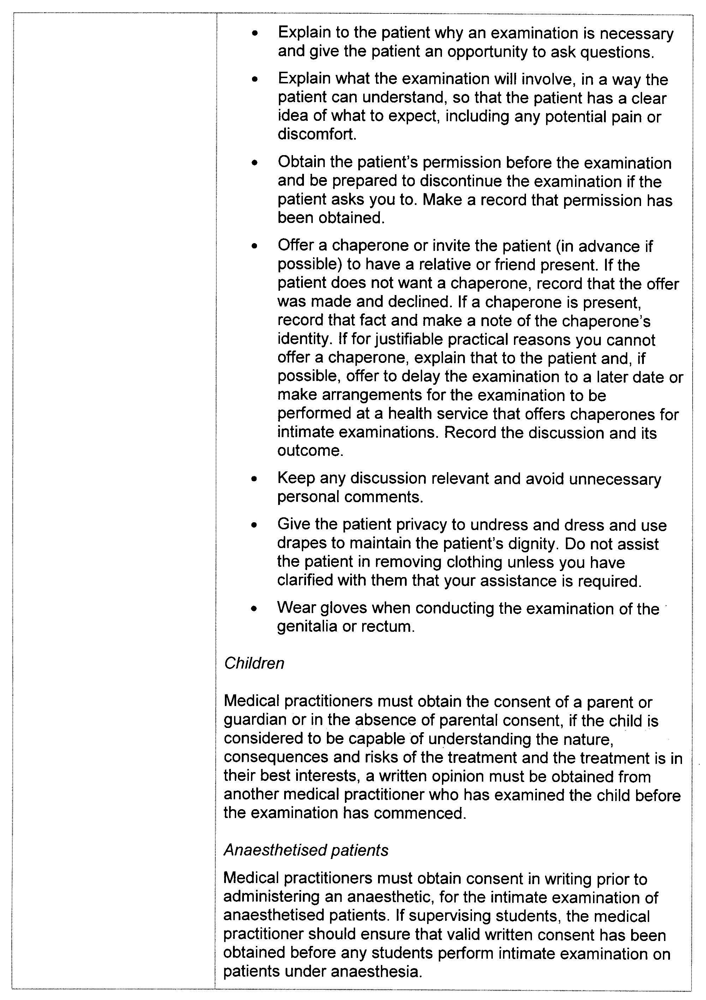 • Explain to the patient why an examination is necessary
and give the patient an opportunity to ask questions.
• Explain what the examination will involve, in a way the
patient can understand, so that the patient has a clear
idea of what to expect, including any potential pain or
discomfort.
• Obtain the patient's permission before the examination
and be prepared to discontinue the examination if the
patient asks you to. Make a record that permission has
been obtained.
• Offer a chaperone or invite the patient (in advance if
possible) to have a relative or friend present. If the
patient does not want a chaperone, record that the offer
was made and declined. If a chaperone is present,
record that fact and make a note of the chaperone's
identity. If for justifiable practical reasons you cannot
offer a chaperone, explain that to the patient and, if
possible, offer to delay the examination to a later date or
make arrangements for the examination to be
performed at a health service that offers chaperones for
intimate examinations. Record the discussion and its
outcome.
• Keep any discussion relevant and avoid unnecessary
personal comments.
• Give the patient privacy to undress and dress and use
drapes to maintain the patient's dignity. Do not assist
the patient in removing clothing unless you have
clarified with them that your assistance is required.
• Wear gloves when conducting the examination of the
genitalia or rectum.
Children
Medical practitioners must obtain the consent of a parent or
guardian or in the absence of parental consent, if the child is
considered to be capable of understanding the nature,
consequences and risks of the treatment and the treatment is in
their best interests, a written opinion must be obtained from
another medical practitioner who has examined the child before
the examination has commenced.
Anaesthetised patients
Medical practitioners must obtain consent in writing prior to
administering an anaesthetic, for the intimate examination of
anaesthetised patients. If supervising students, the medical
practitioner should ensure that valid written consent has been
obtained before any students perform intimate examination on
patients under anaesthesia.